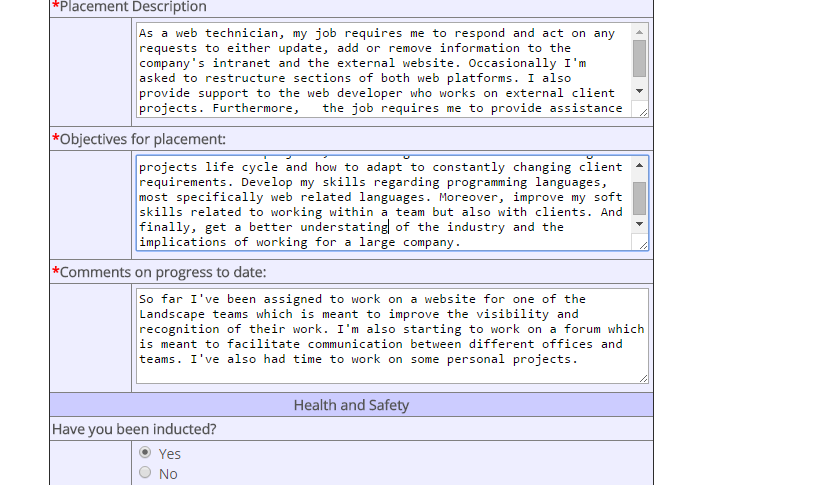 *Placement Description
As a web technician, my job requires me to respond and act on any
requests to either update, add or remove information to the
company's intranet and the external website. Occasionally I'm
asked to restructure sections of both web platforms. I also
provide support to the web developer who works on external client
projects. Furthermore,   the job requires me to provide assistance
*Objectives for placement:
projects life cycle and how to adapt to constantly changing client
requirements. Develop my skills regarding programming languages,
most specifically web related languages. Moreover, improve my soft
skills related to working within a team but also with clients. And
finally, get a better understating of the industry and the
implications of working for a large company.
*Comments on progress to date:
So far I've been assigned to work on a website for one of the
Landscape teams which is meant to improve the visibility and
recognition of their work. I'm also starting to work on a forum which
is meant to facilitate communication between different offices and
teams. I've also had time to work on some personal projects.
Health and Safety
Have you been inducted?
Yes
No